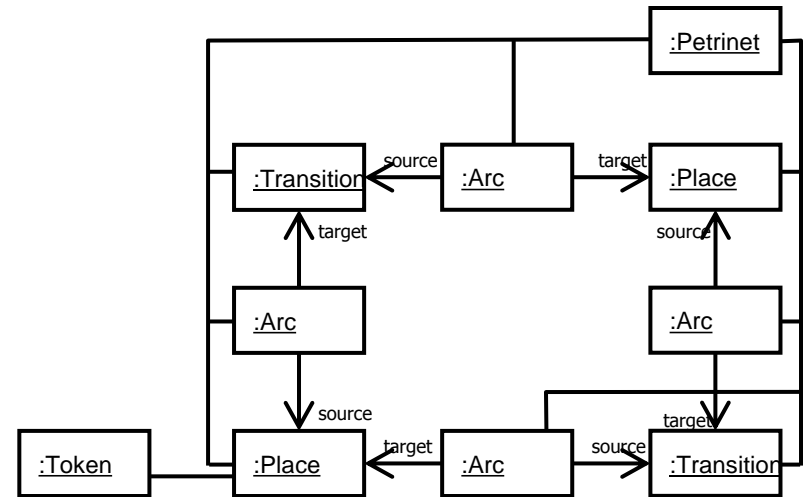 :Petrinet
:Transition
source
:Arc
target
:Place
target
source
:Arc
:Arc
source
target
:Token
:Place
target
:Arc
source
:Transition